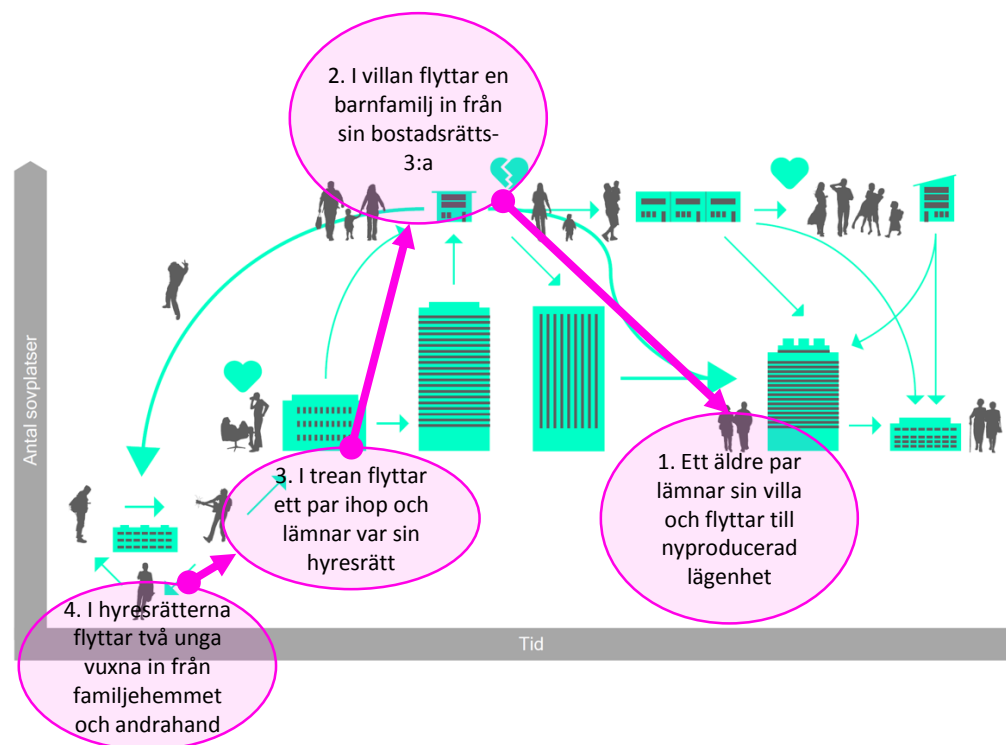 2. I villan flyttar en
barnfamilj in från
sin bostadsrätts-
3:a
Antal sovplatser
3. I trean flyttar
ett par ihop och
lämnar var sin
hyresrätt
1. Ett äldre par
lämnar sin villa
och flyttar till
nyproducerad
lägenhet
4. I hyresrätterna
flyttar två unga
vuxna in från
familjehemmet
och andrahand
Tid